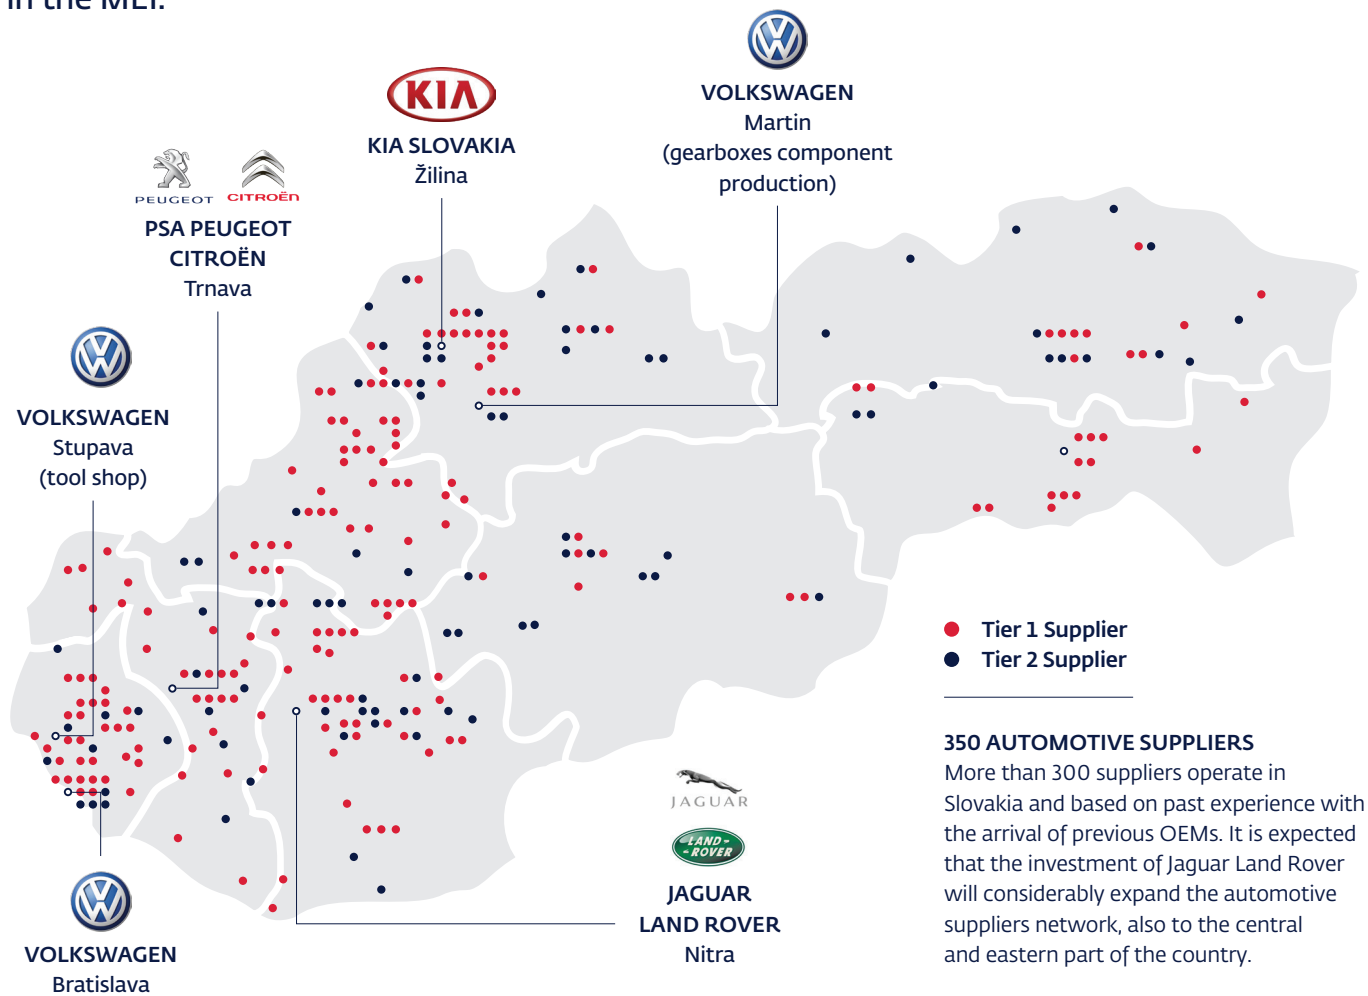 in the MEI.
VOLKSWAGEN
Martin
(gearboxes component
production)
KIA
KIA SLOVAKIA
Žilina
PEUGEOT
CITROËN
PSA PEUGEOT
CITROËN
Trnava
VOLKSWAGEN
Stupava
(tool shop)
Tier 1 Supplier
Tier 2 Supplier
350 AUTOMOTIVE SUPPLIERS
More than 300 suppliers operate in
Slovakia and based on past experience with
the arrival of previous OEMs. It is expected
that the investment of Jaguar Land Rover
will considerably expand the automotive
suppliers network, also to the central
and eastern part of the country.
JAGUAR
LAND-
-ROVER
JAGUAR
LAND ROVER
Nitra
VOLKSWAGEN
Bratislava